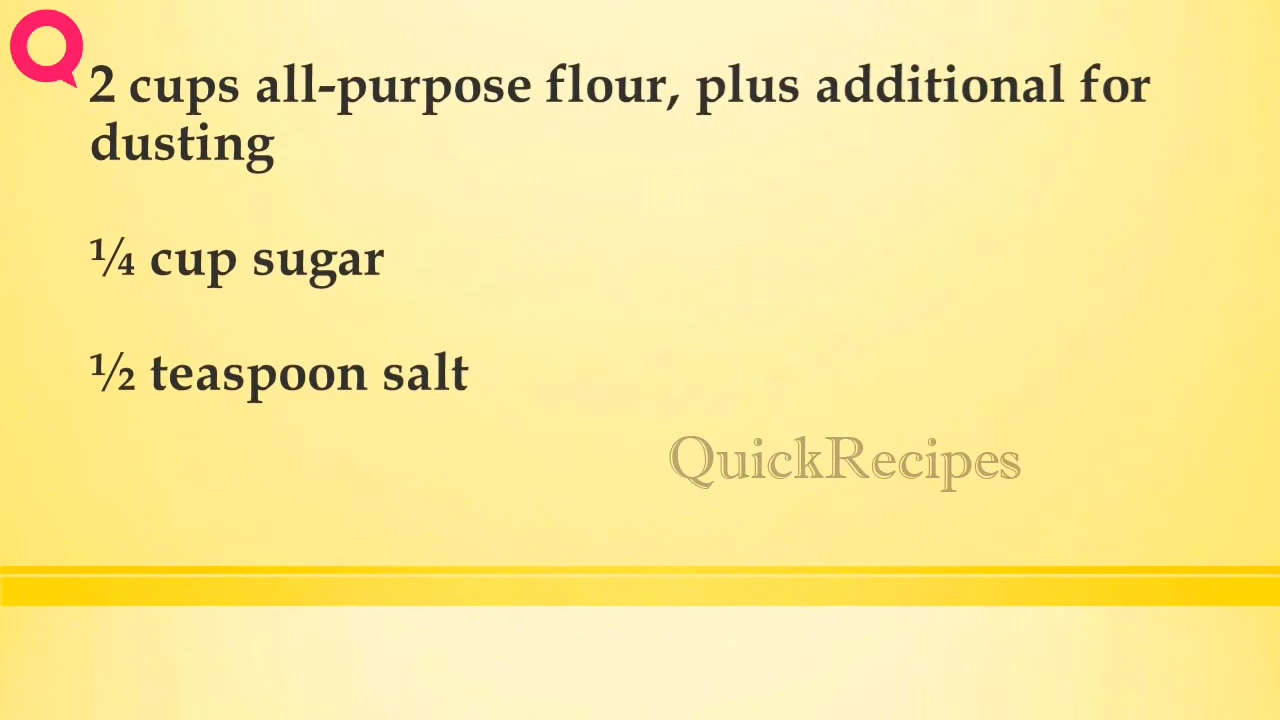 2 cups all-purpose flour, plus additional for
dusting
¼ cup sugar
½ teaspoon salt
QuickRecipes